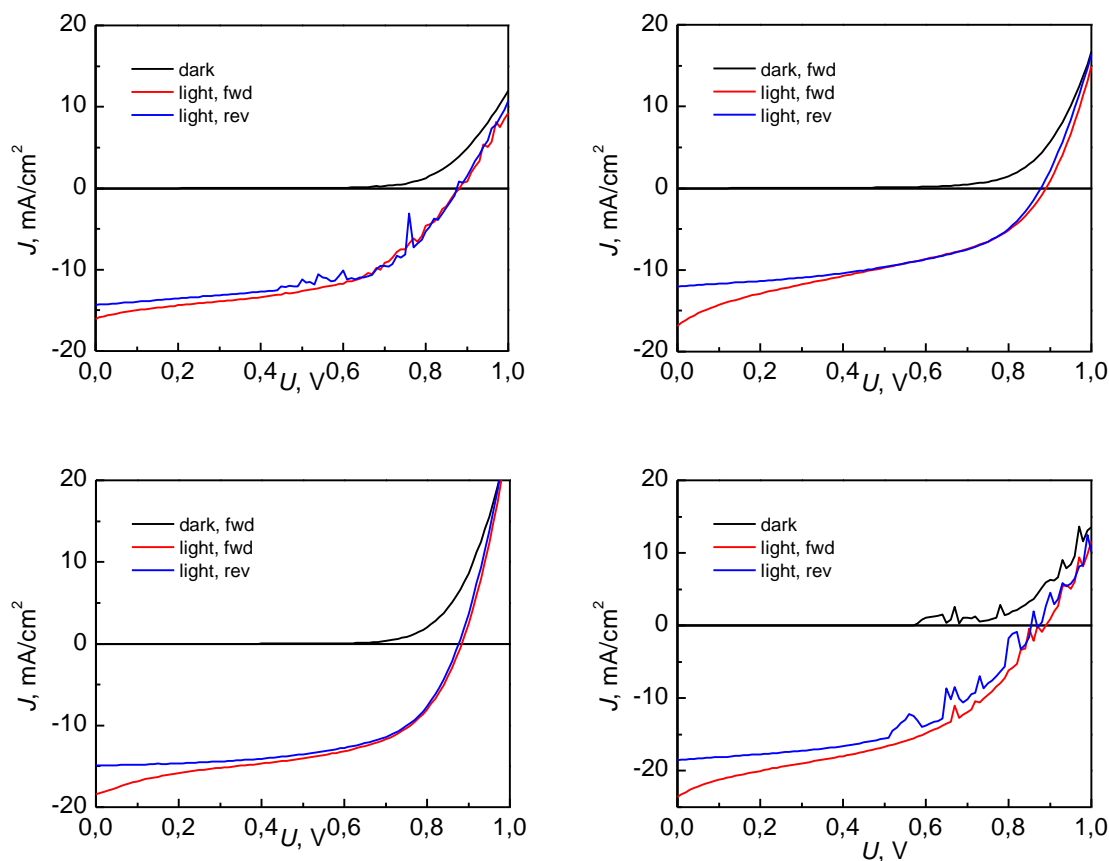 20
dark
light, fwd
light, rev
10
0
-10
-20
J, mA/cm²
0,0 0,2 0,4 0,6 0,8 1,0
U, V
20
dark, fwd
light, fwd
light, rev
10
0
-10
-20
J, mA/cm²
0,0 0,2 0,4 0,6 0,8 1,0
U, V
20
dark, fwd
light, fwd
light, rev
10
0
-10
-20
J, mA/cm²
0,0 0,2 0,4 0,6 0,8 1,0
U, V
20
dark
light, fwd
light, rev
10
0
-10
-20
J, mA/cm²
0,0 0,2 0,4 0,6 0,8 1,0
U, V